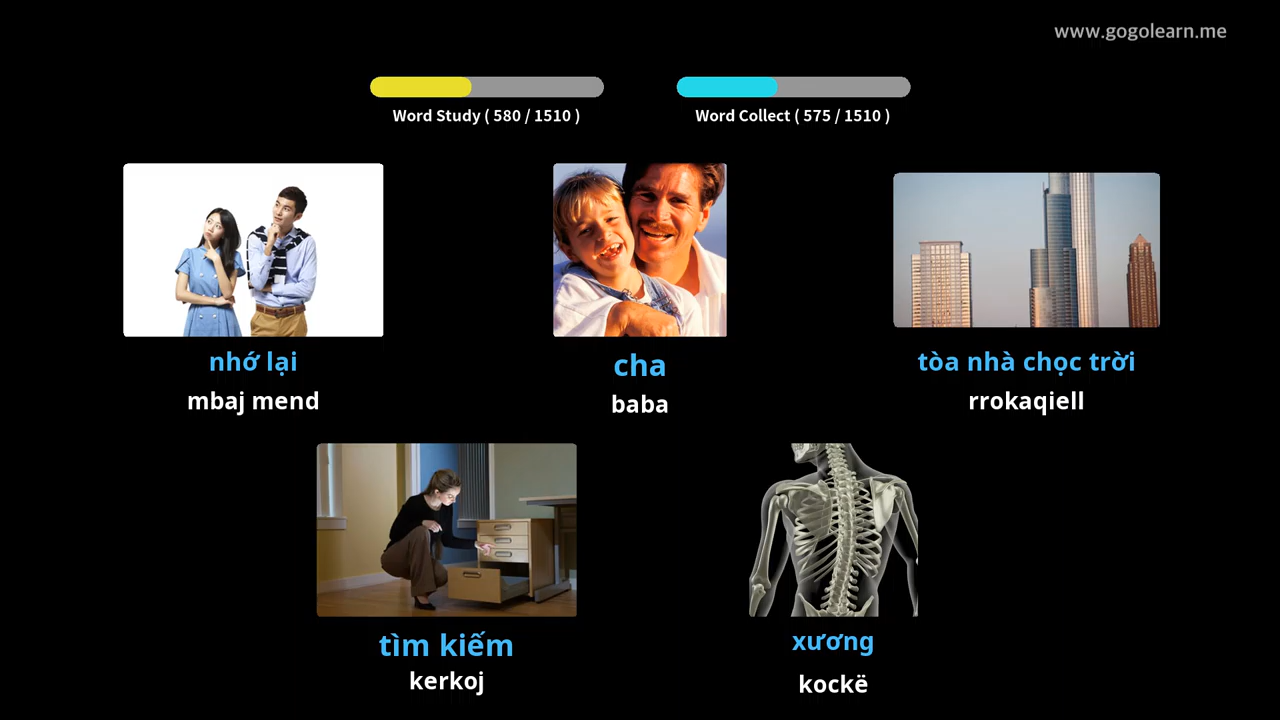 www.gogolearn.me
Word Study ( 580 / 1510 )
Word Collect ( 575 / 1510 )
nhớ lại
mbaj mend
cha
baba
tòa nhà chọc trời
rrokaqiell
tìm kiếm
kerkoj
xương
kockë